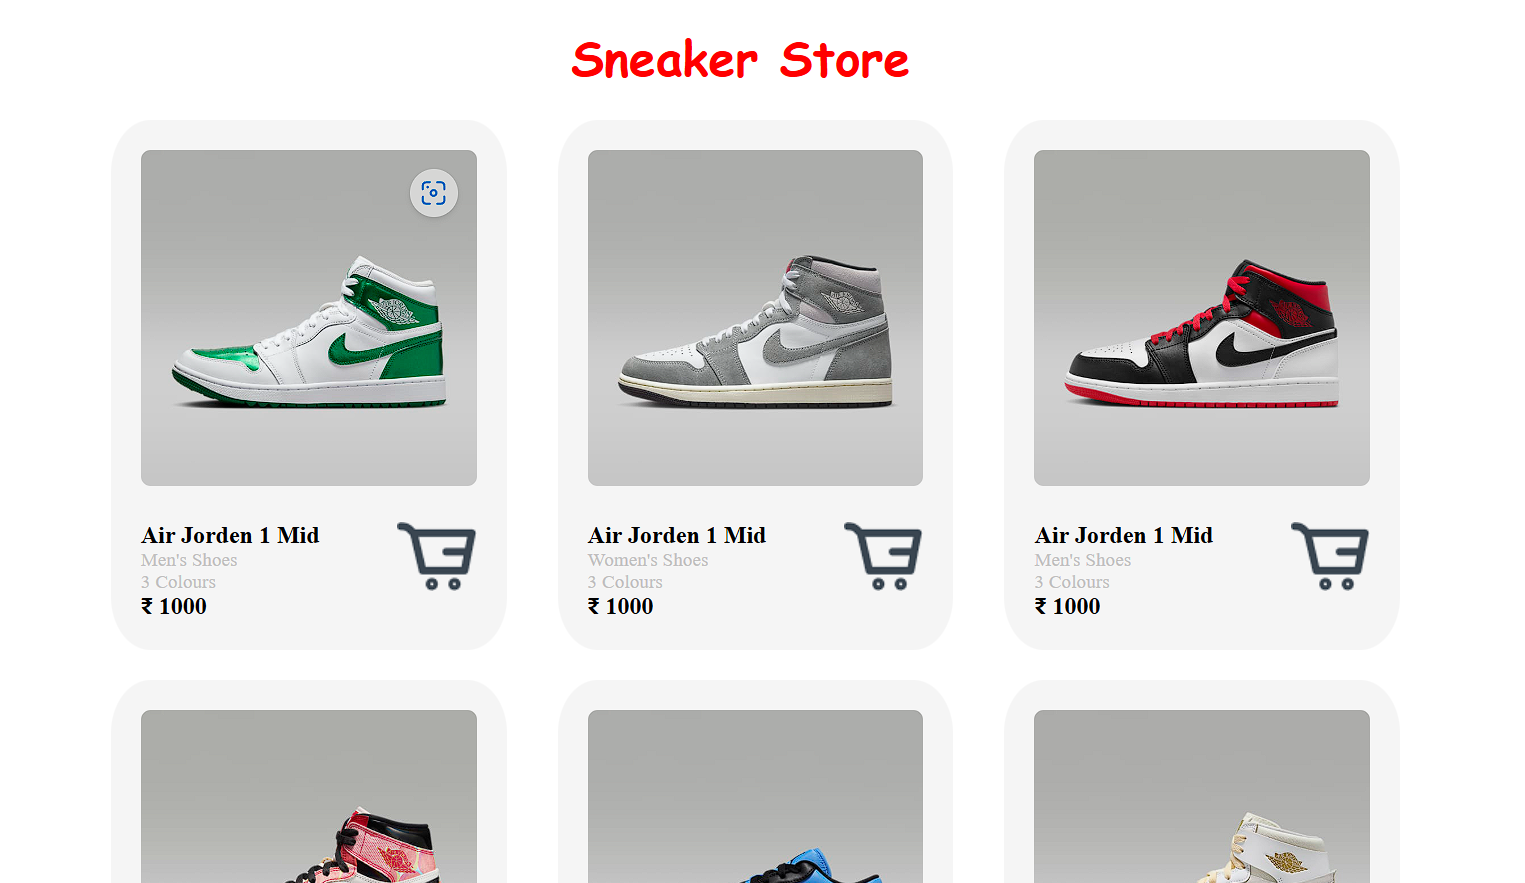 Sneaker Store
Air Jorden 1 Mid
Men's Shoes
3 Colours
₹ 1000
Air Jorden 1 Mid
Women's Shoes
3 Colours
₹ 1000
Air Jorden 1 Mid
Men's Shoes
3 Colours
₹ 1000